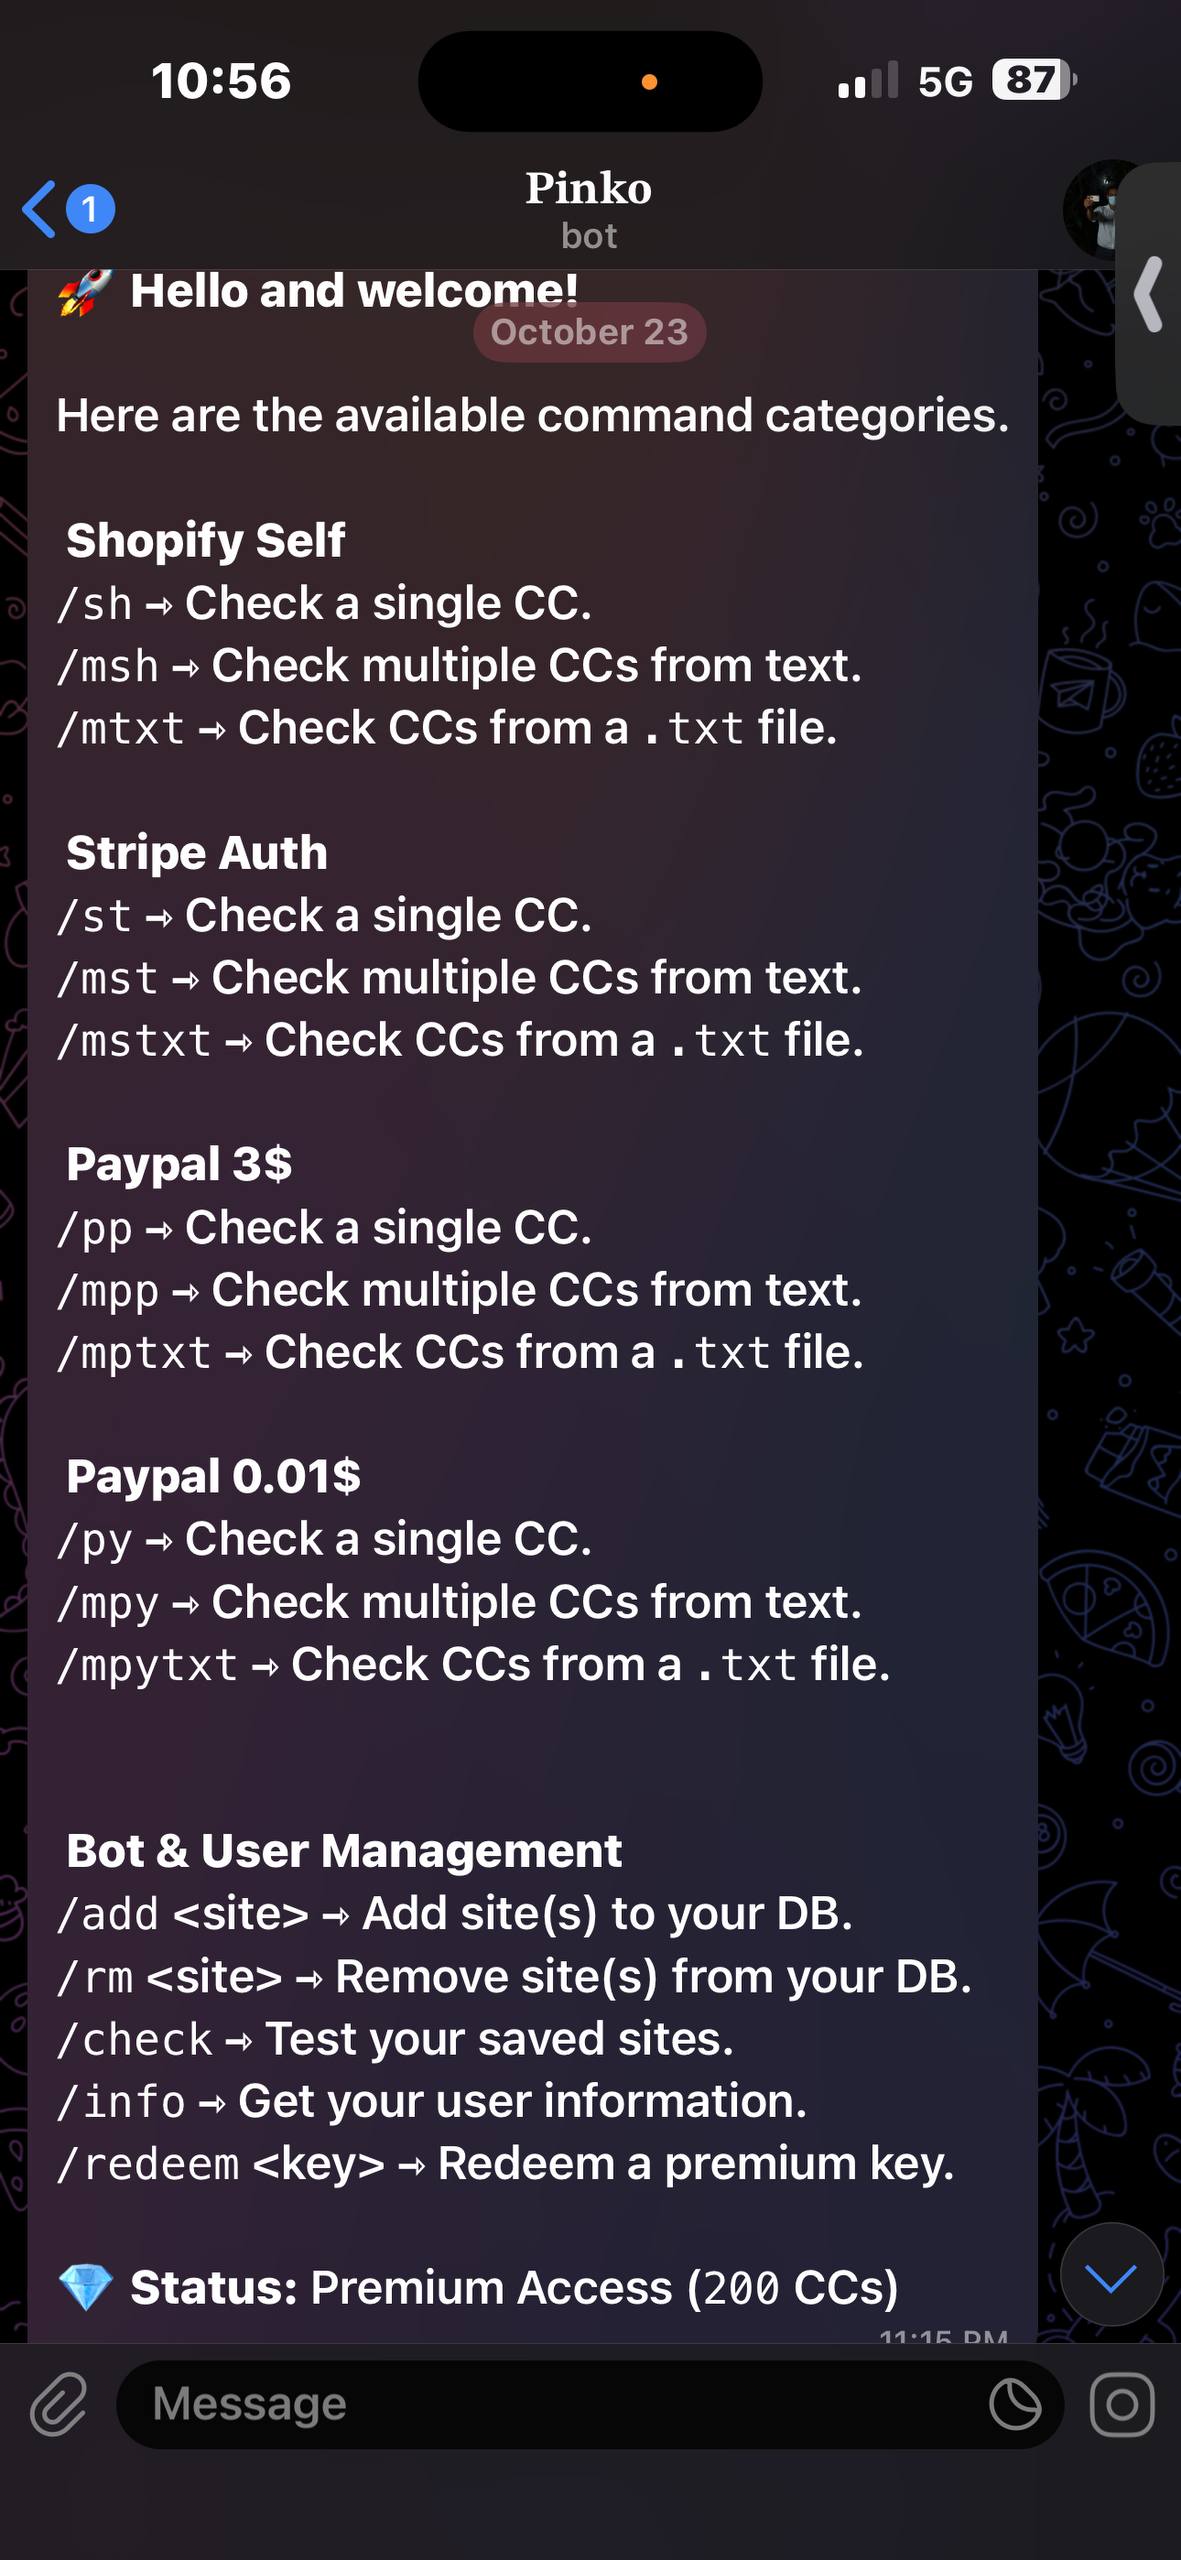 10:56
5G 87
1
Pinko
bot
🚀 Hello and welcome!
October 23
Here are the available command categories.
Shopify Self
/sh ➔ Check a single CC.
/msh ➔ Check multiple CCs from text.
/mtxt ➔ Check CCs from a .txt file.
Stripe Auth
/st ➔ Check a single CC.
/mst ➔ Check multiple CCs from text.
/mstxt ➔ Check CCs from a .txt file.
Paypal 3$
/pp ➔ Check a single CC.
/mpp ➔ Check multiple CCs from text.
/mptxt ➔ Check CCs from a .txt file.
Paypal 0.01$
/py ➔ Check a single CC.
/mpy ➔ Check multiple CCs from text.
/mpytxt ➔ Check CCs from a .txt file.
Bot & User Management
/add <site> ➔ Add site(s) to your DB.
/rm <site> ➔ Remove site(s) from your DB.
/check ➔ Test your saved sites.
/info ➔ Get your user information.
/redeem <key> ➔ Redeem a premium key.
💎 Status: Premium Access (200 CCs)
11:15 PM
Message